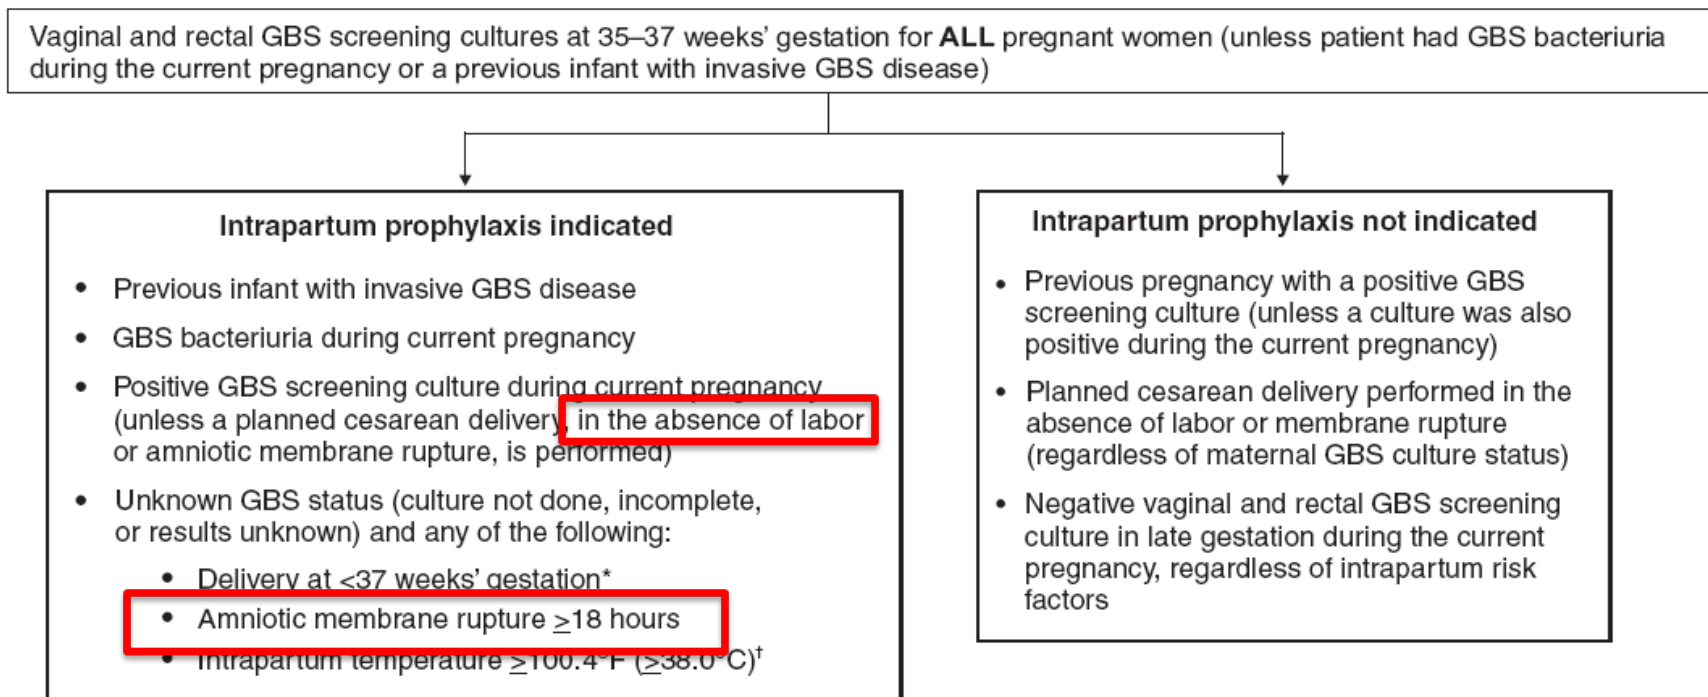 Vaginal and rectal GBS screening cultures at 35–37 weeks’ gestation for ALL pregnant women (unless patient had GBS bacteriuria
during the current pregnancy or a previous infant with invasive GBS disease)
Intrapartum prophylaxis indicated
• Previous infant with invasive GBS disease
• GBS bacteriuria during current pregnancy
• Positive GBS screening culture during current pregnancy
(unless a planned cesarean delivery, in the absence of labor
or amniotic membrane rupture, is performed)
• Unknown GBS status (culture not done, incomplete,
or results unknown) and any of the following:
• Delivery at <37 weeks’ gestation*
• Amniotic membrane rupture ≥18 hours
• Intrapartum temperature ≥100.4°F (≥38.0°C)†
Intrapartum prophylaxis not indicated
• Previous pregnancy with a positive GBS
screening culture (unless a culture was also
positive during the current pregnancy)
• Planned cesarean delivery performed in the
absence of labor or membrane rupture
(regardless of maternal GBS culture status)
• Negative vaginal and rectal GBS screening
culture in late gestation during the current
pregnancy, regardless of intrapartum risk
factors